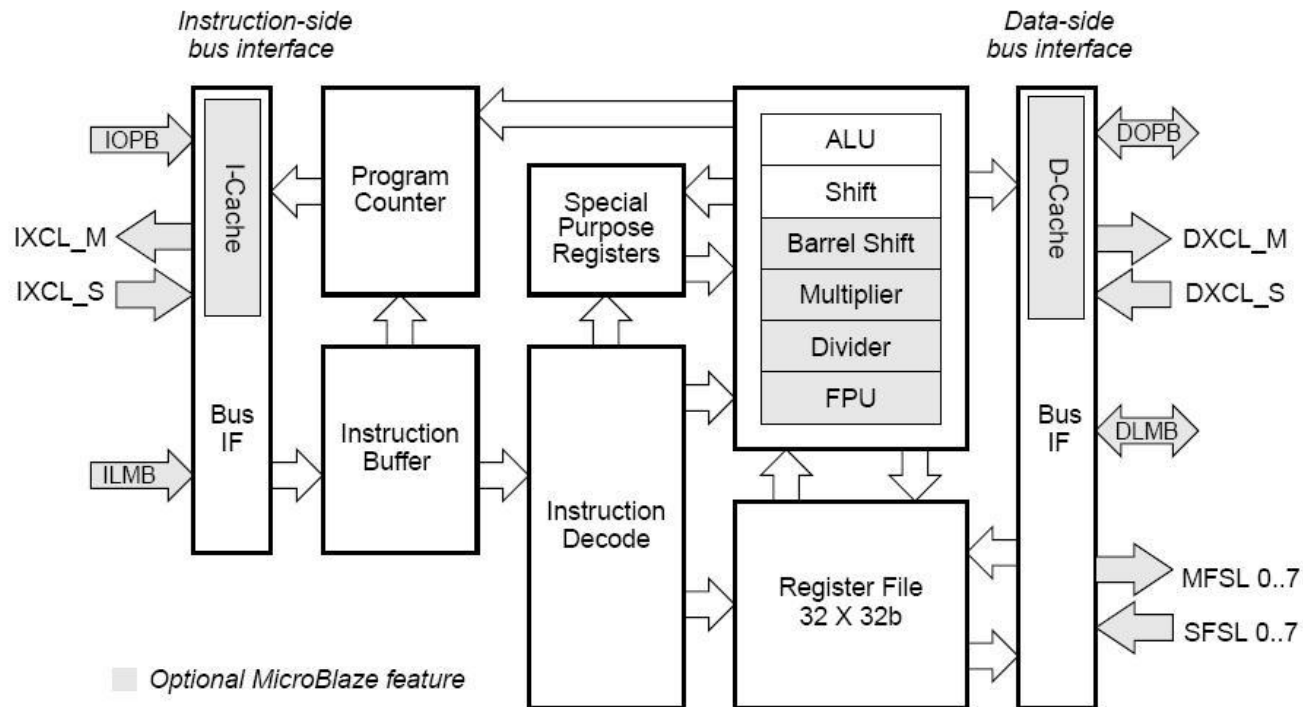 Instruction-side
bus interface
Data-side
bus interface
IOPB
IXCL_M
IXCL_S
ILMB
I-Cache
Bus
IF
Program
Counter
Special
Purpose
Registers
Instruction
Buffer
Instruction
Decode
ALU
Shift
Barrel Shift
Multiplier
Divider
FPU
Register File
32 X 32b
D-Cache
Bus
IF
DOPB
DXCL_M
DXCL_S
DLMB
MFSL 0..7
SFSL 0..7
Optional MicroBlaze feature